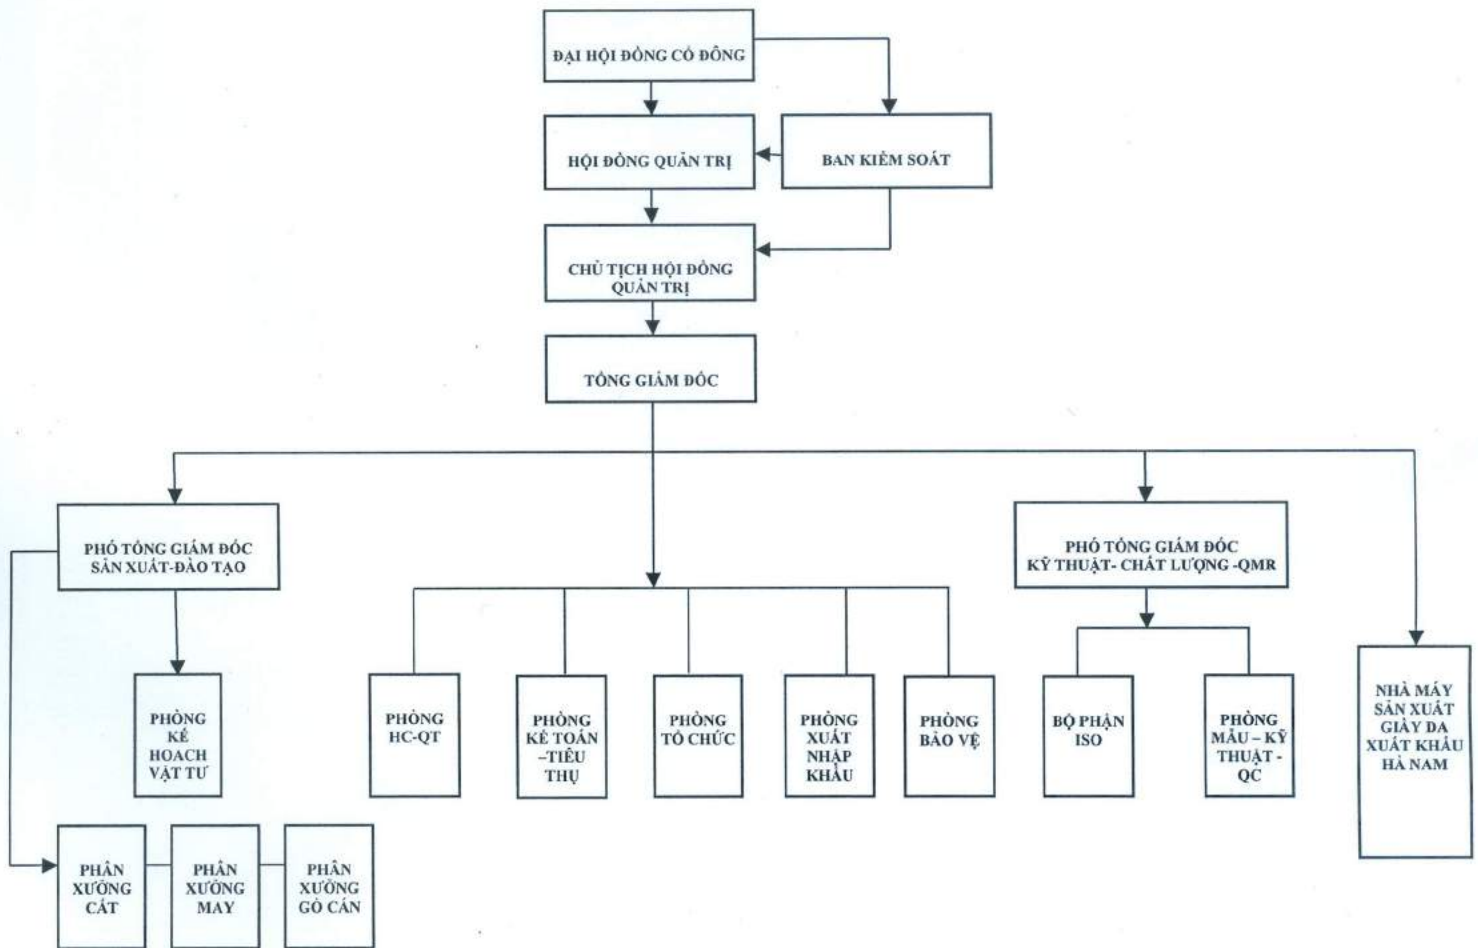 ĐẠI HỘI ĐỒNG CỔ ĐÔNG
HỘI ĐỒNG QUẢN TRỊ
BAN KIỂM SOÁT
CHỦ TỊCH HỘI ĐỒNG
QUẢN TRỊ
TỔNG GIÁM ĐỐC
PHÓ TỔNG GIÁM ĐỐC
SẢN XUẤT-ĐÀO TẠO
PHÓ TỔNG GIÁM ĐỐC
KỸ THUẬT- CHẤT LƯỢNG -QMR
PHÒNG
KẾ
HOẠCH
VẬT TƯ
PHÒNG
HC-QT
PHÒNG
KẾ TOÁN
–TIÊU
THỤ
PHÒNG
TỔ CHỨC
PHÒNG
XUẤT
NHẬP
KHẨU
PHÒNG
BẢO VỆ
BỘ PHẬN
ISO
PHÒNG
MẪU – KỸ
THUẬT -
QC
NHÀ MÁY
SẢN XUẤT
GIẦY DA
XUẤT KHẨU
HÀ NAM
PHÂN
XƯỞNG
CẮT
PHÂN
XƯỞNG
MAY
PHÂN
XƯỞNG
GÒ CÁN